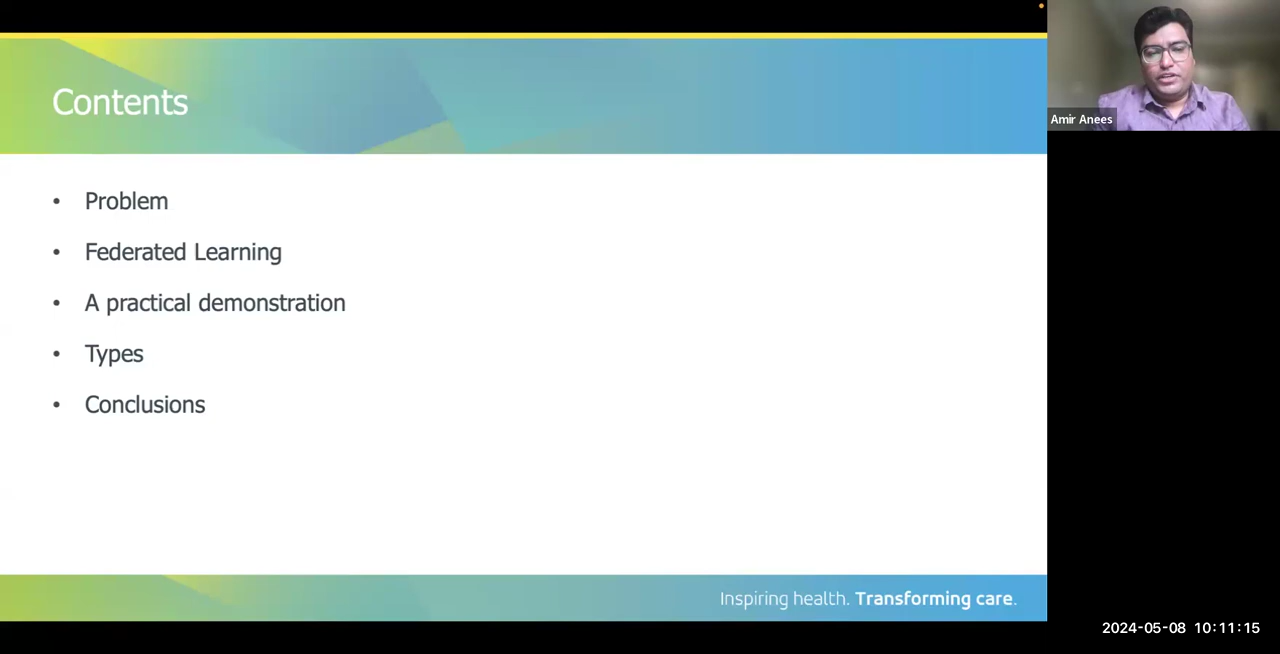 Contents
Amir Anees
• Problem
• Federated Learning
• A practical demonstration
• Types
• Conclusions
Inspiring health. Transforming care.
2024-05-08 10:11:15